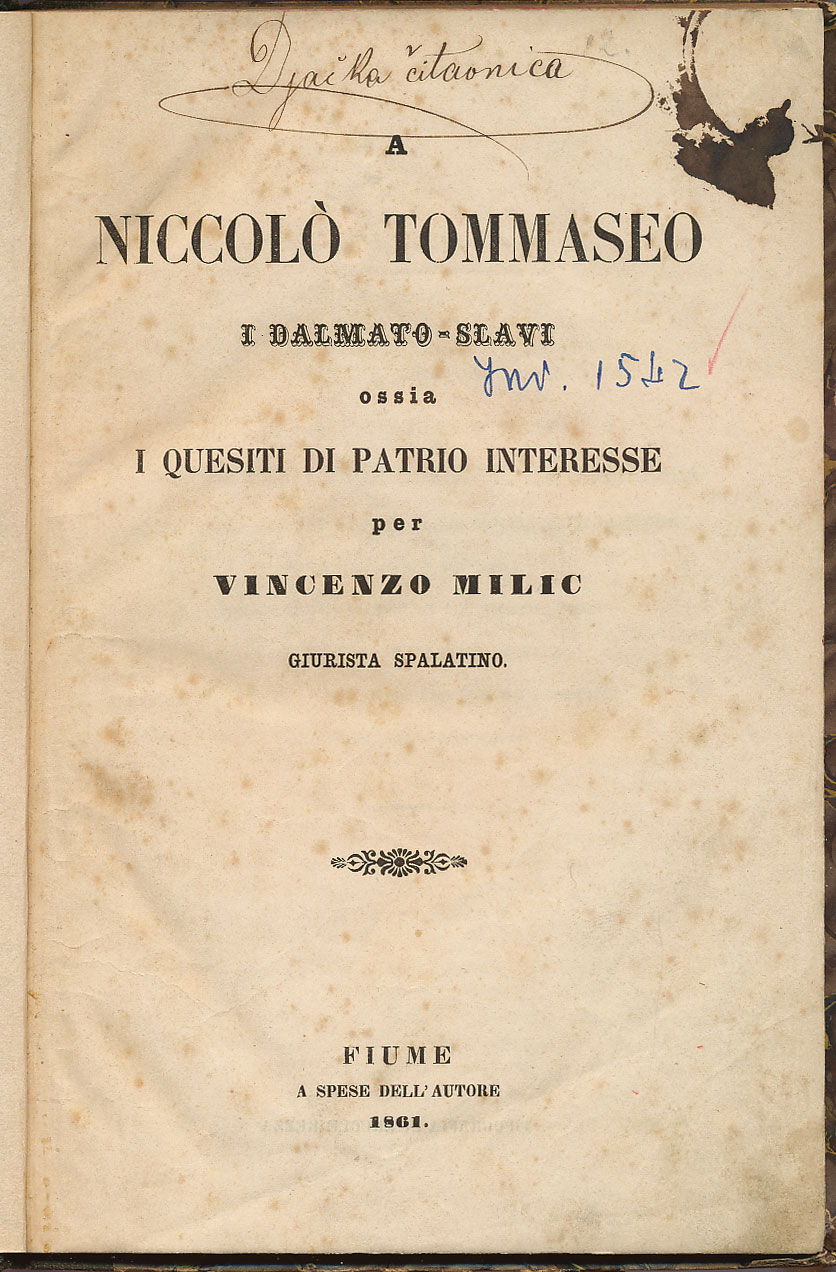 Djačka čitaonica
A
NICCOLÒ TOMMASEO
I DALMATO-SLAVI
Inv. 1542
ossia
I QUESITI DI PATRIO INTERESSE
per
VINCENZO MILIC
GIURISTA SPALATINO.
FIUME
A SPESE DELL'AUTORE
1861.